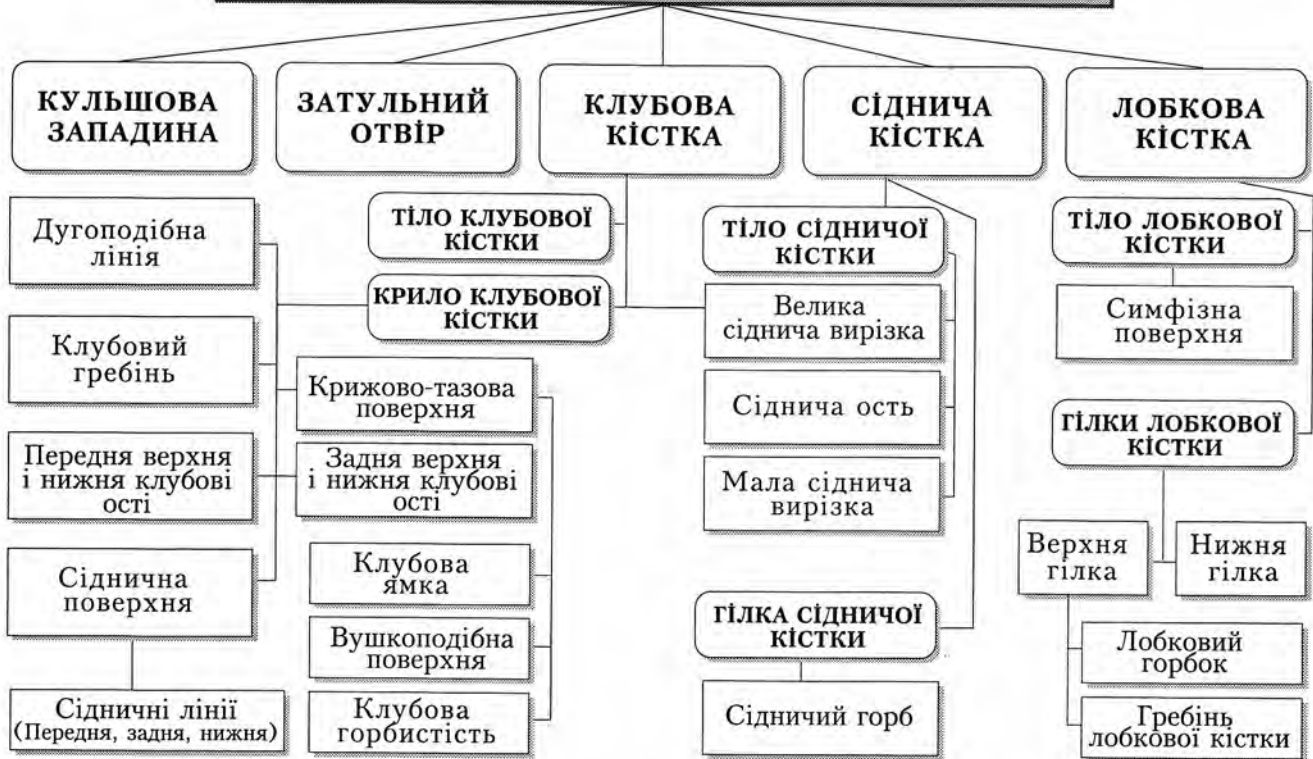 КУЛЬШОВА
ЗАПАДИНА
ЗАТУЛЬНИЙ
ОТВІР
КЛУБОВА
КІСТКА
СІДНИЧА
КІСТКА
ЛОБКОВА
КІСТКА
Дугоподібна
лінія
Клубовий
гребінь
Передня верхня
і нижня клубові
ості
Сіднична
поверхня
Сідничні лінії
(Передня, задня, нижня)
ТІЛО КЛУБОВОЇ
КІСТКИ
КРИЛО КЛУБОВОЇ
КІСТКИ
Крижово-тазова
поверхня
Задня верхня
і нижня клубові
ості
Клубова
ямка
Вушкоподібна
поверхня
Клубова
горбистість
ТІЛО СІДНИЧОЇ
КІСТКИ
Велика
сіднича вирізка
Сіднича ость
Мала сіднича
вирізка
ГІЛКА СІДНИЧОЇ
КІСТКИ
Сідничий горб
ТІЛО ЛОБКОВОЇ
КІСТКИ
Симфізна
поверхня
ГІЛКИ ЛОБКОВОЇ
КІСТКИ
Верхня
гілка
Нижня
гілка
Лобковий
горбок
Гребінь
лобкової кістки